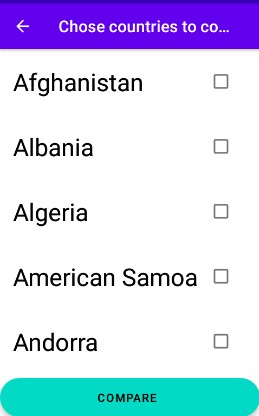 Chose countries to co...
Afghanistan
Albania
Algeria
American Samoa
Andorra
COMPARE